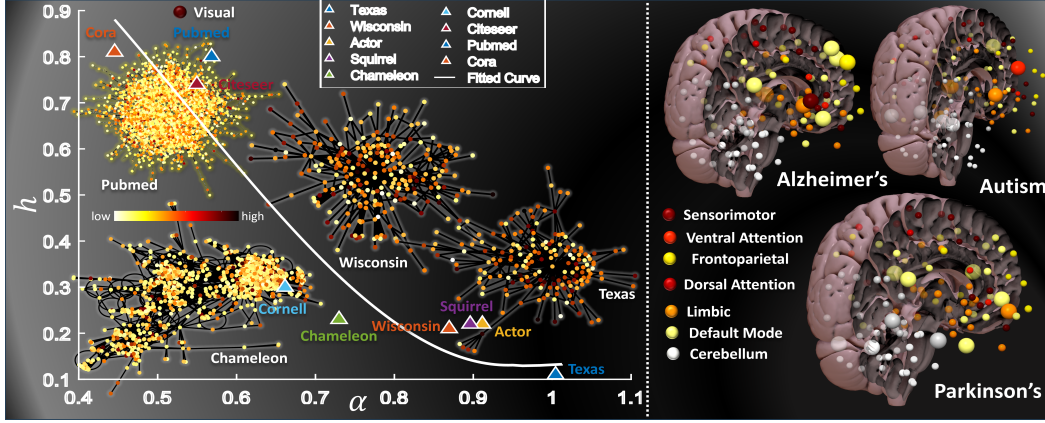 Visual
Texas
Wisconsin
Actor
Squirrel
Chameleon
Cornell
Citeseer
Pubmed
Cora
Fitted Curve
0.9
0.8
0.7
0.6
0.5
0.4
0.3
0.2
0.1
h
Cora
Pubmed
Citeseer
Pubmed
low
high
Wisconsin
Texas
Cornell
Chameleon
Chameleon
Wisconsin
Squirrel
Actor
Texas
0.4
0.5
0.6
0.7
0.8
0.9
1
1.1
α
Alzheimer's
Autism
Sensorimotor
Ventral Attention
Frontoparietal
Dorsal Attention
Limbic
Default Mode
Cerebellum
Parkinson's